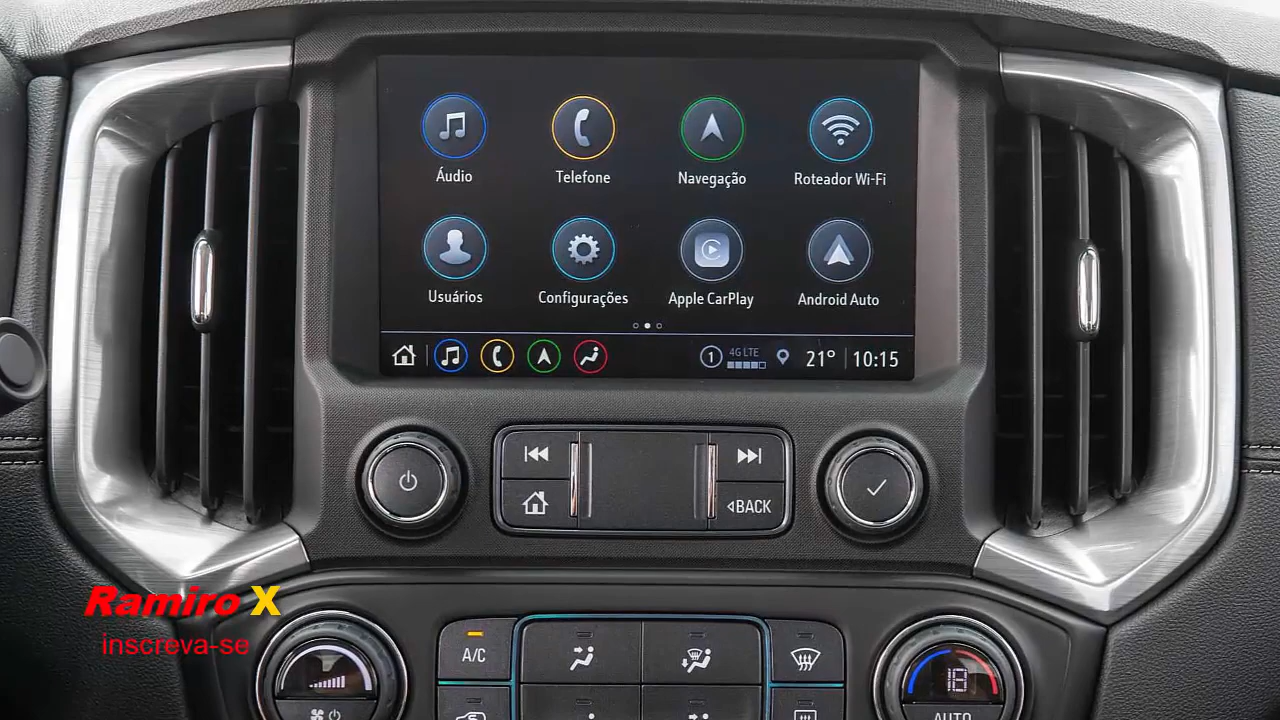 Áudio
Telefone
Navegação
Roteador Wi-Fi
Usuários
Configurações
Apple CarPlay
Android Auto
1
4G LTE
21°
10:15
BACK
Ramiro X
inscreva-se
A/C
18
AUTO